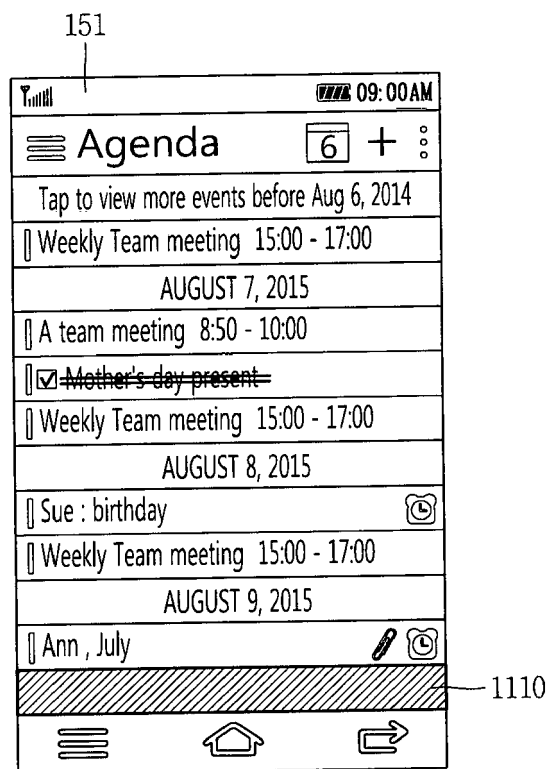 151
09:00AM
Agenda 6 +
Tap to view more events before Aug 6, 2014
Weekly Team meeting 15:00 - 17:00
AUGUST 7, 2015
A team meeting 8:50 - 10:00
Mother's day present
Weekly Team meeting 15:00 - 17:00
AUGUST 8, 2015
Sue : birthday
Weekly Team meeting 15:00 - 17:00
AUGUST 9, 2015
Ann , July
1110